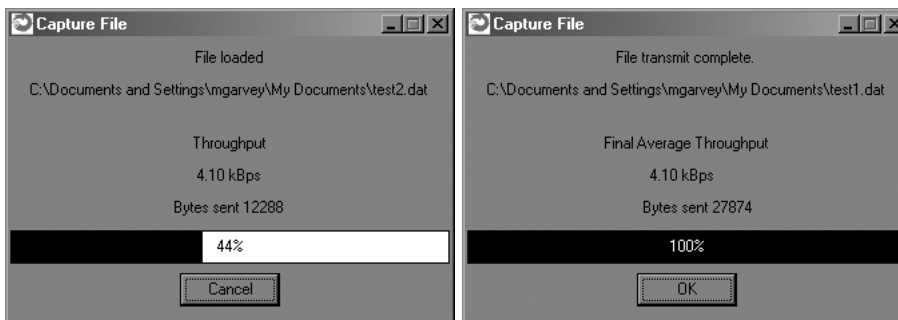 Capture File
File loaded
C:\Documents and Settings\mgarvey\My Documents\test2.dat
Throughput
4.10 kBps
Bytes sent 12288
44%
Cancel
Capture File
File transmit complete.
C:\Documents and Settings\mgarvey\My Documents\test1.dat
Final Average Throughput
4.10 kBps
Bytes sent 27874
100%
OK